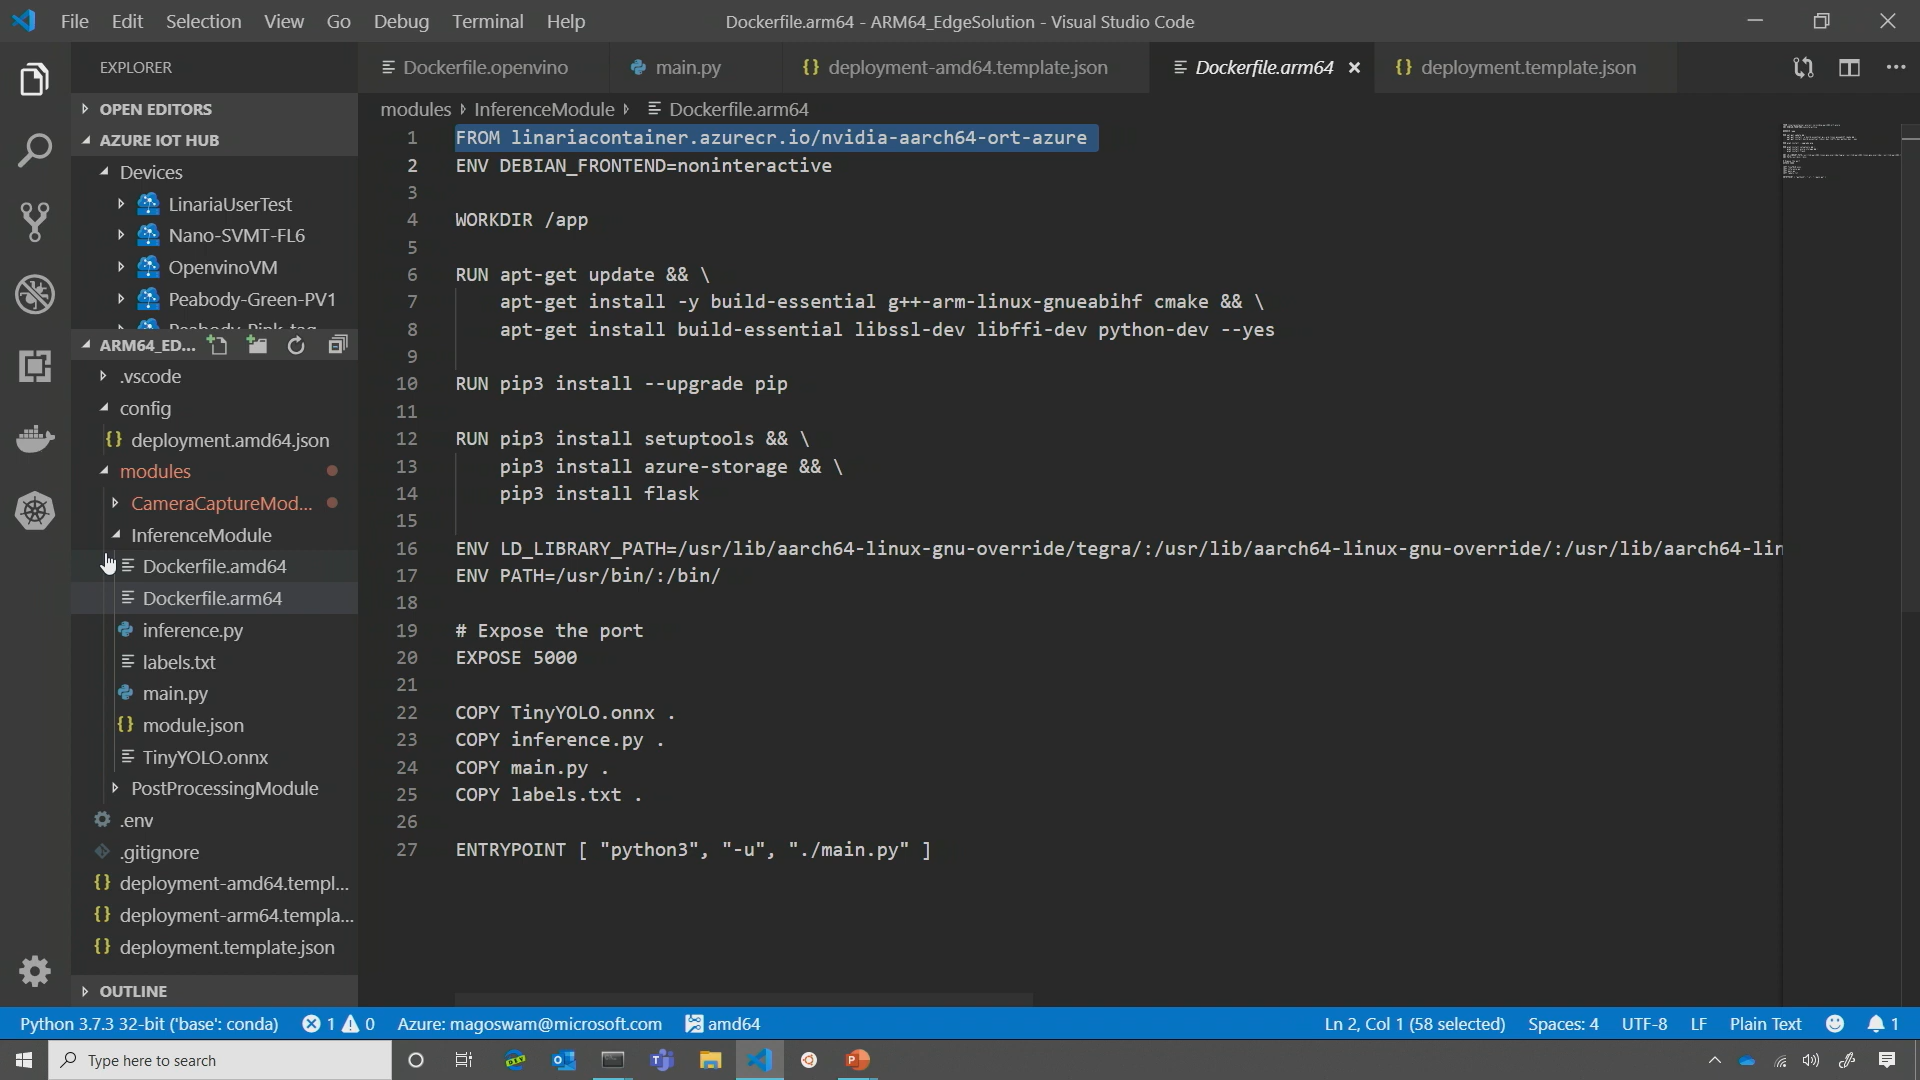 File Edit Selection View Go Debug Terminal Help
Dockerfile.arm64 - ARM64_EdgeSolution - Visual Studio Code
EXPLORER
Dockerfile.openvino
main.py
{} deployment-amd64.template.json
Dockerfile.arm64
{} deployment.template.json
OPEN EDITORS
AZURE IOT HUB
Devices
LinariaUserTest
Nano-SVMT-FL6
OpenvinoVM
Peabody-Green-PV1
ARM64_ED...
.vscode
config
{} deployment.amd64.json
modules
CameraCaptureMod...
InferenceModule
Dockerfile.amd64
Dockerfile.arm64
inference.py
labels.txt
main.py
{} module.json
TinyYOLO.onnx
PostProcessingModule
.env
.gitignore
{} deployment-amd64.templ...
{} deployment-arm64.templa...
{} deployment.template.json
OUTLINE
modules InferenceModule Dockerfile.arm64
1 FROM linariacontainer.azurecr.io/nvidia-aarch64-ort-azure
2 ENV DEBIAN_FRONTEND=noninteractive
3
4 WORKDIR /app
5
6 RUN apt-get update && \
7 apt-get install -y build-essential g++-arm-linux-gnueabihf cmake && \
8 apt-get install build-essential libssl-dev libffi-dev python-dev --yes
9
10 RUN pip3 install --upgrade pip
11
12 RUN pip3 install setuptools && \
13 pip3 install azure-storage && \
14 pip3 install flask
15
16 ENV LD_LIBRARY_PATH=/usr/lib/aarch64-linux-gnu-override/tegra/:/usr/lib/aarch64-linux-gnu-override/:/usr/lib/aarch64-lin
17 ENV PATH=/usr/bin/:/bin/
18
19 # Expose the port
20 EXPOSE 5000
21
22 COPY TinyYOLO.onnx .
23 COPY inference.py .
24 COPY main.py .
25 COPY labels.txt .
26
27 ENTRYPOINT [ "python3", "-u", "./main.py" ]
Python 3.7.3 32-bit ('base': conda) 1 0 Azure: magoswam@microsoft.com amd64 Ln 2, Col 1 (58 selected) Spaces: 4 UTF-8 LF Plain Text 1
Type here to search